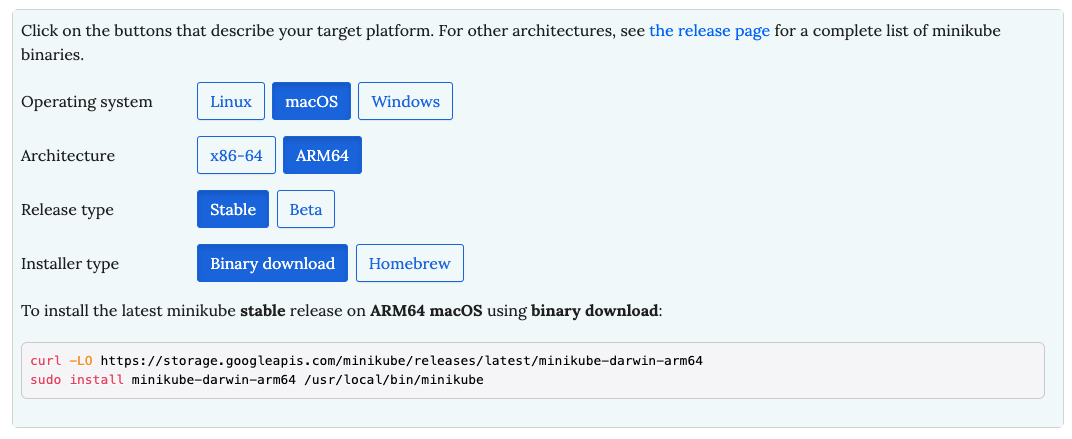 Click on the buttons that describe your target platform. For other architectures, see the release page for a complete list of minikube
binaries.
Operating system Linux macOS Windows
Architecture x86-64 ARM64
Release type Stable Beta
Installer type Binary download Homebrew
To install the latest minikube stable release on ARM64 macOS using binary download:
curl -LO https://storage.googleapis.com/minikube/releases/latest/minikube-darwin-arm64
sudo install minikube-darwin-arm64 /usr/local/bin/minikube